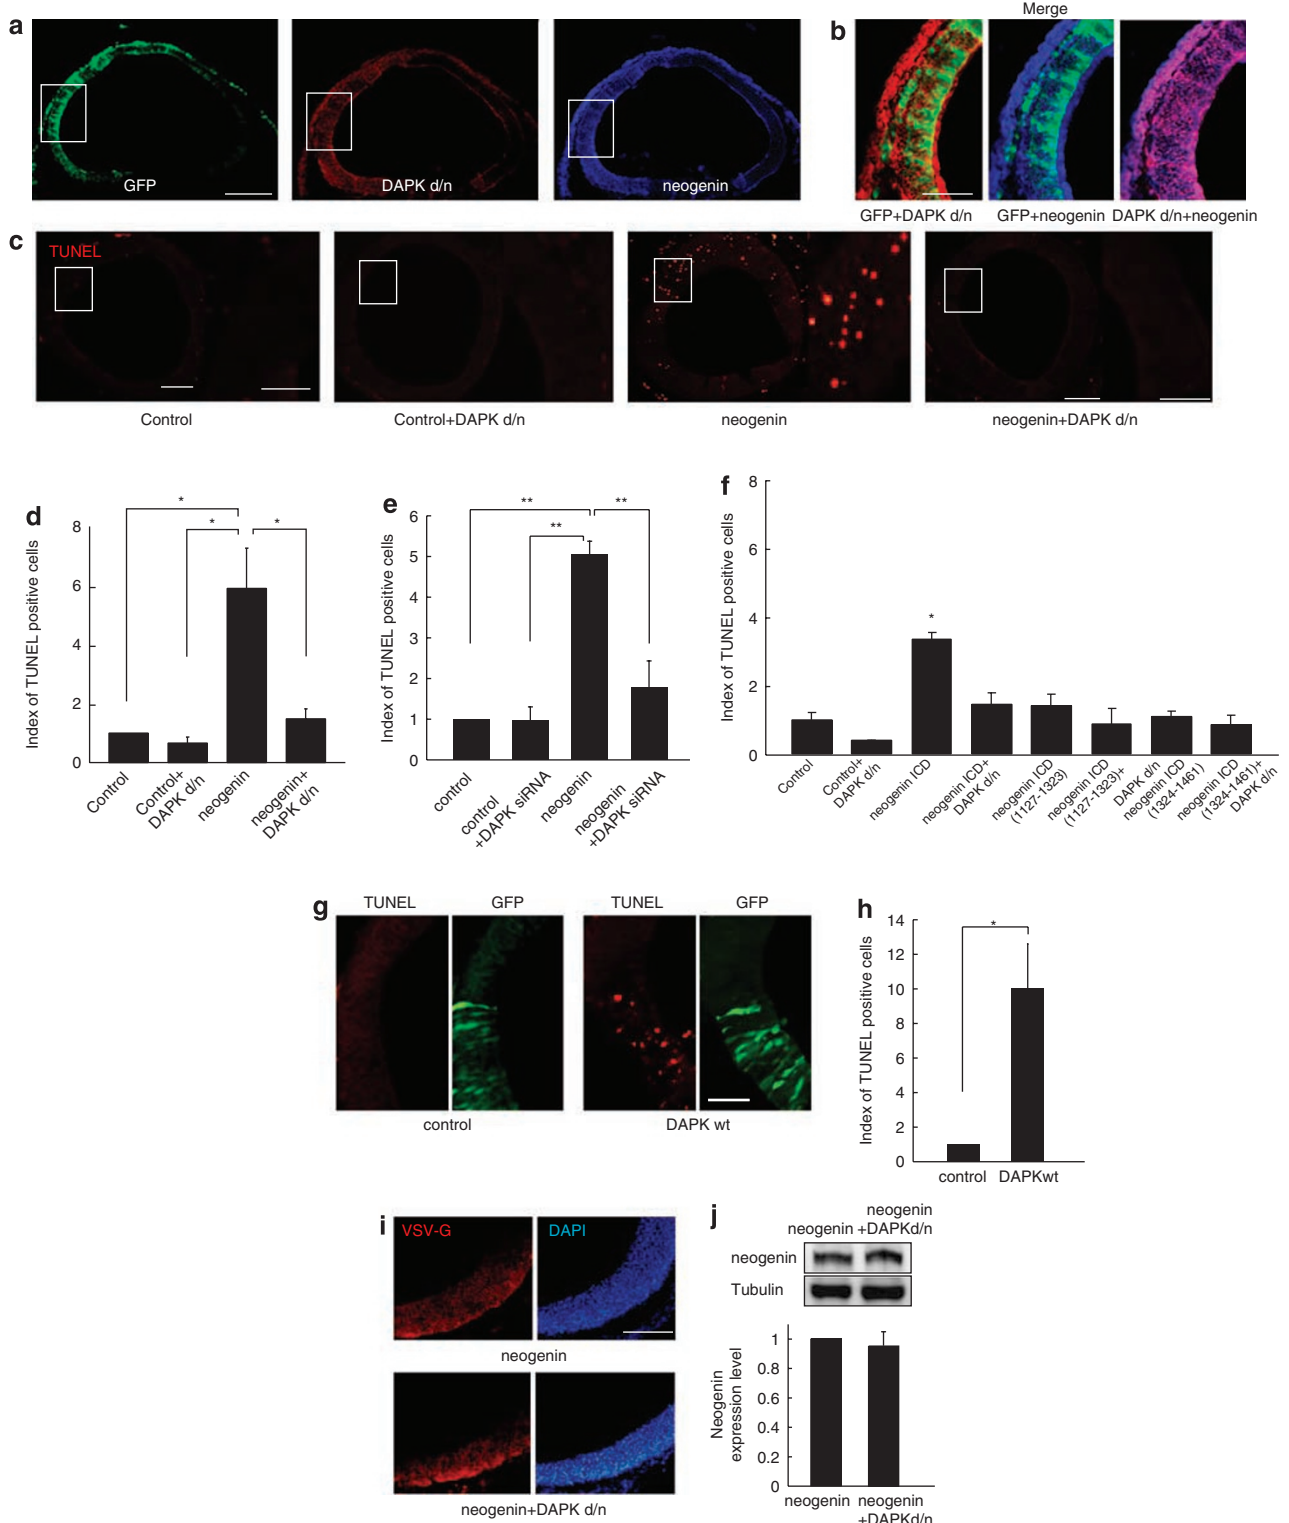 Merge
a
b
GFP
DAPK d/n
neogenin
GFP+DAPK d/n
GFP+neogenin
DAPK d/n+neogenin
c
TUNEL
Control
Control+DAPK d/n
neogenin
neogenin+DAPK d/n
d
Index of TUNEL positive cells
8
6
4
2
0
*
*
*
Control
Control+
DAPK d/n
neogenin
neogenin+
DAPK d/n
e
Index of TUNEL positive cells
6
5
4
3
2
1
0
**
**
**
control
control
+DAPK siRNA
neogenin
neogenin
+DAPK siRNA
f
Index of TUNEL positive cells
8
6
4
2
0
*
Control
Control+
DAPK d/n
neogenin ICD
neogenin ICD+
DAPK d/n
neogenin ICD
(1127-1323)
neogenin ICD
(1127-1323)+
DAPK d/n
neogenin ICD
(1324-1461)
neogenin ICD
(1324-1461)+
DAPK d/n
g
TUNEL
GFP
TUNEL
GFP
control
DAPK wt
h
Index of TUNEL positive cells
14
12
10
8
6
4
2
0
*
control
DAPKwt
i
VSV-G
DAPI
neogenin
neogenin+DAPK d/n
j
neogenin
neogenin
+DAPKd/n
neogenin
Tubulin
Neogenin
expression level
1
0.8
0.6
0.4
0.2
0
neogenin
neogenin
+DAPKd/n